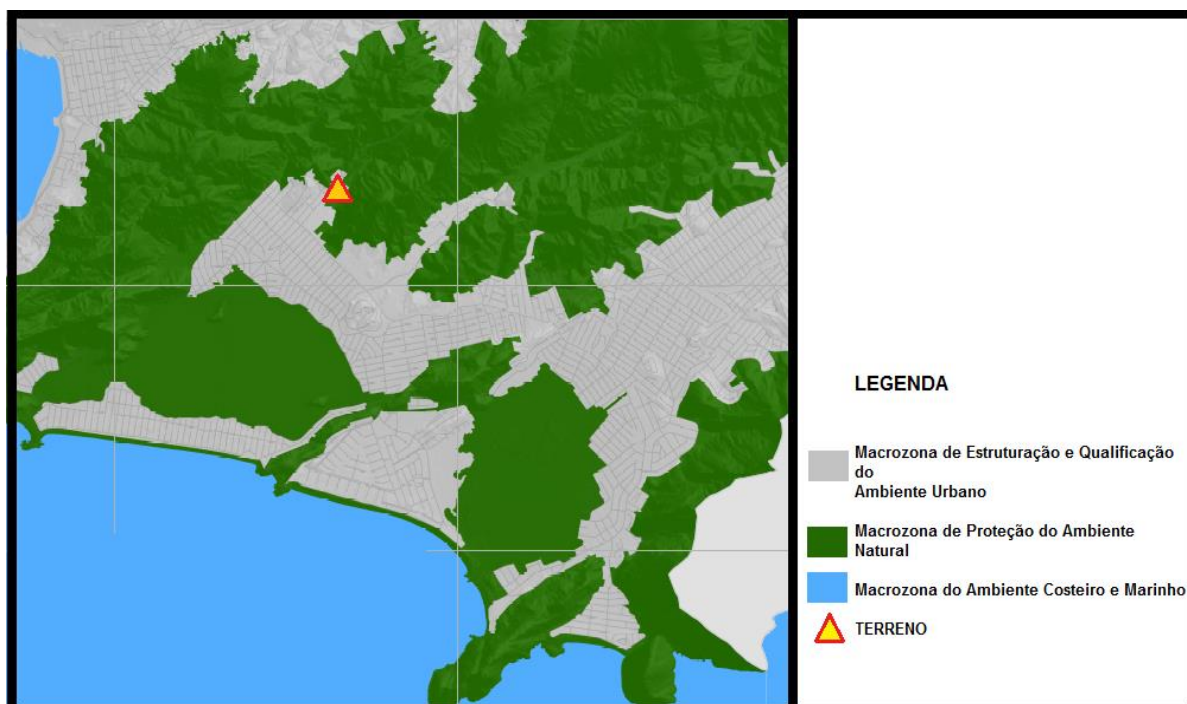 LEGENDA
Macrozona de Estruturação e Qualificação
do
Ambiente Urbano
Macrozona de Proteção do Ambiente
Natural
Macrozona do Ambiente Costeiro e Marinho
TERRENO